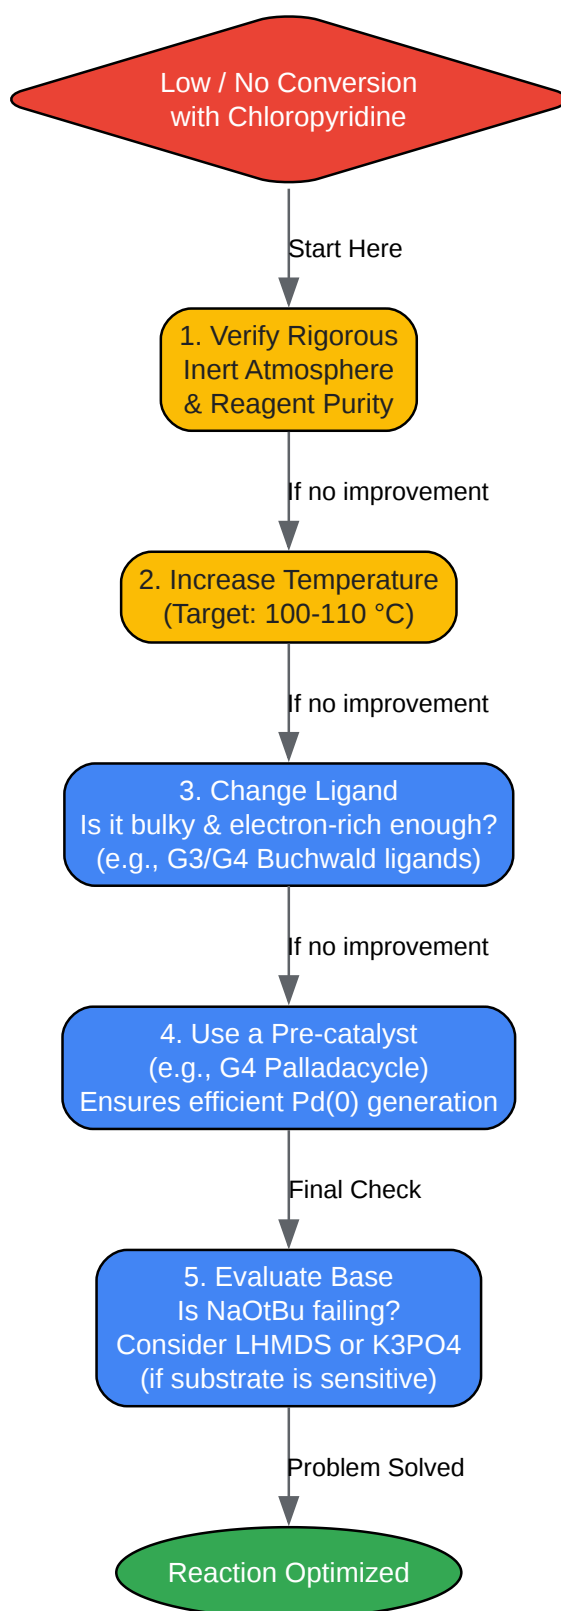 Low / No Conversion
with Chloropyridine
Start Here
1. Verify Rigorous
Inert Atmosphere
& Reagent Purity
If no improvement
2. Increase Temperature
(Target: 100-110 °C)
If no improvement
3. Change Ligand
Is it bulky & electron-rich enough?
(e.g., G3/G4 Buchwald ligands)
If no improvement
4. Use a Pre-catalyst
(e.g., G4 Palladacycle)
Ensures efficient Pd(0) generation
Final Check
5. Evaluate Base
Is NaOtBu failing?
Consider LHMDS or K3PO4
(if substrate is sensitive)
Problem Solved
Reaction Optimized